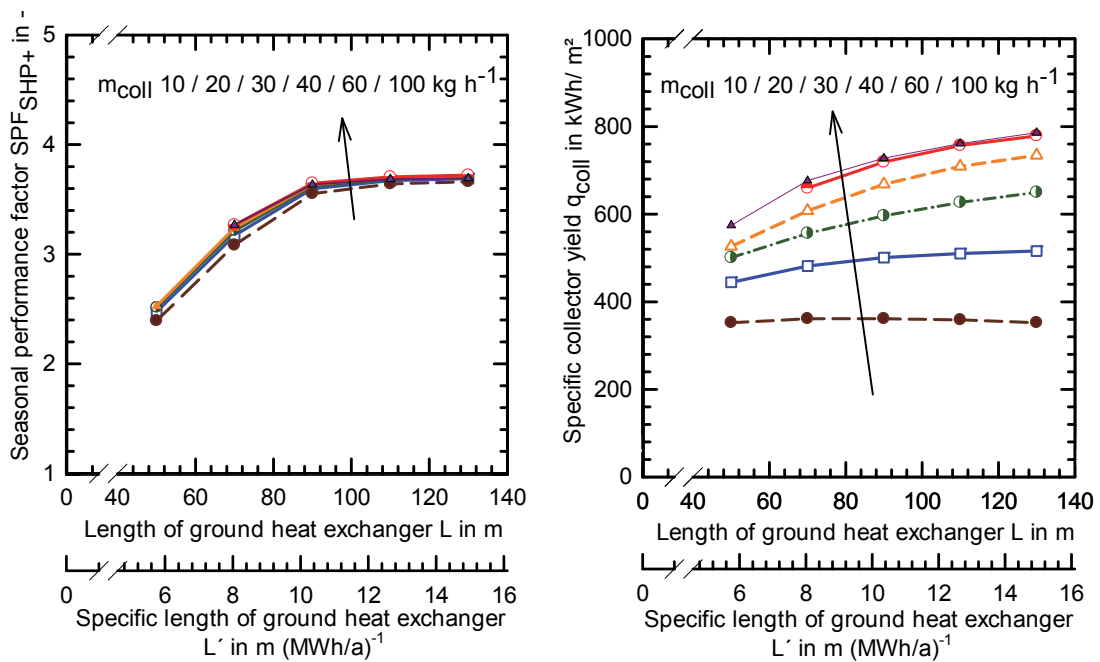 Seasonal performance factor SPF_SHP+ in -
5
4
3
2
1
m_coll 10 / 20 / 30 / 40 / 60 / 100 kg h^-1
0 40 60 80 100 120 140
Length of ground heat exchanger L in m
0 6 8 10 12 14 16
Specific length of ground heat exchanger
L´ in m (MWh/a)^-1
Specific collector yield q_coll in kWh/ m²
1000
800
600
400
200
0
m_coll 10 / 20 / 30 / 40 / 60 / 100 kg h^-1
0 40 60 80 100 120 140
Length of ground heat exchanger L in m
0 6 8 10 12 14 16
Specific length of ground heat exchanger
L´ in m (MWh/a)^-1